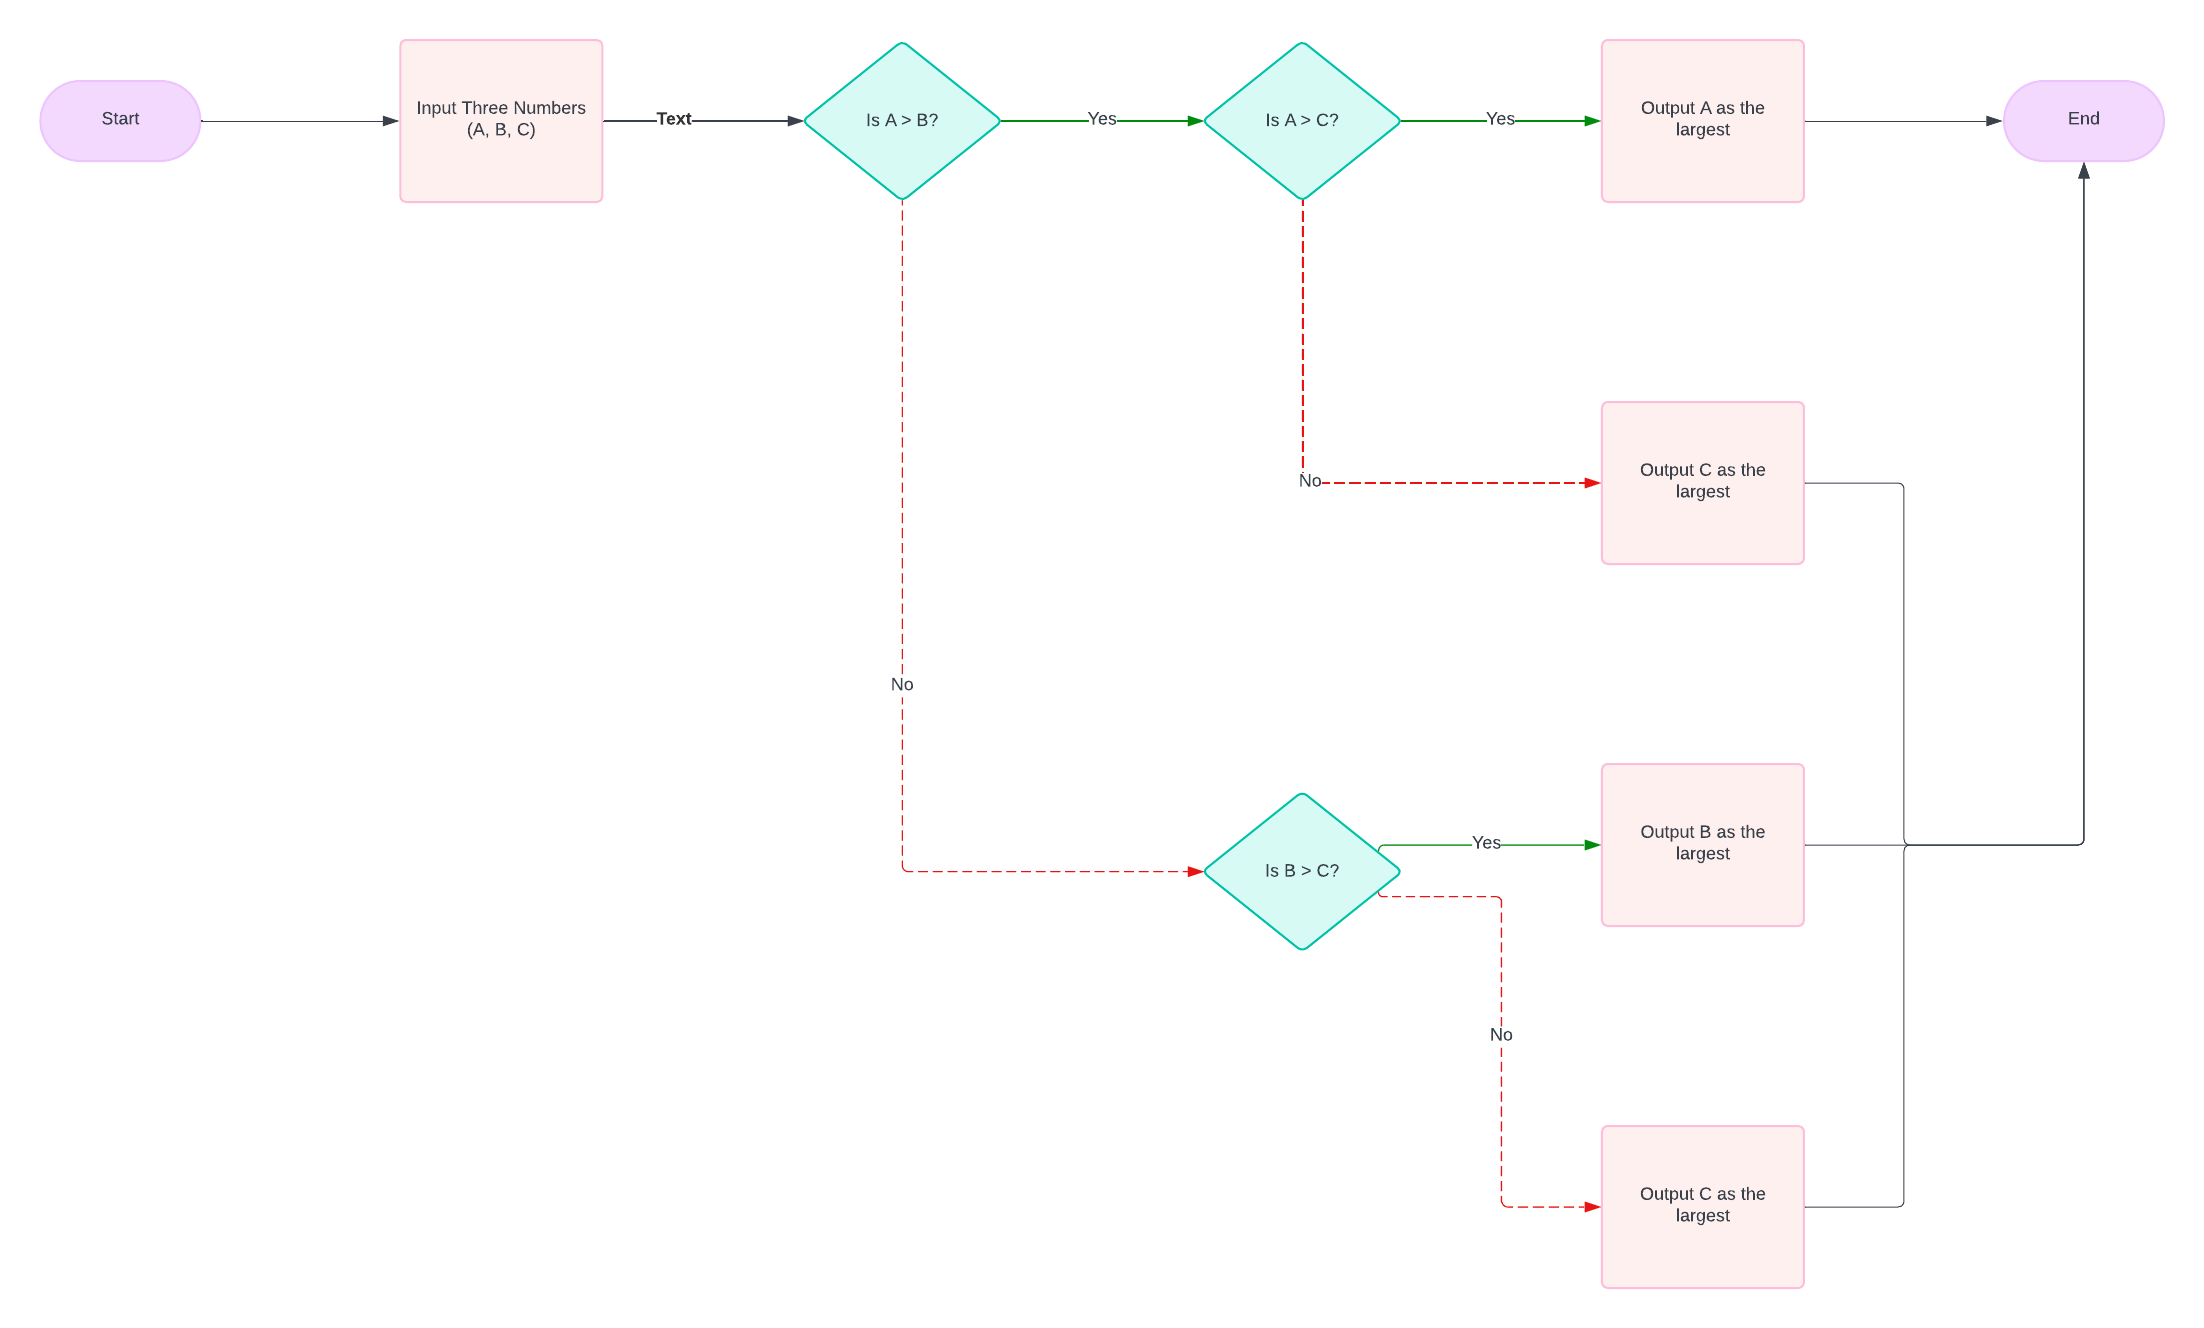 Start
Input Three Numbers
(A, B, C)
Text
Is A > B?
Yes
Is A > C?
Yes
Output A as the
largest
End
No
Output C as the
largest
No
Is B > C?
Yes
Output B as the
largest
No
Output C as the
largest